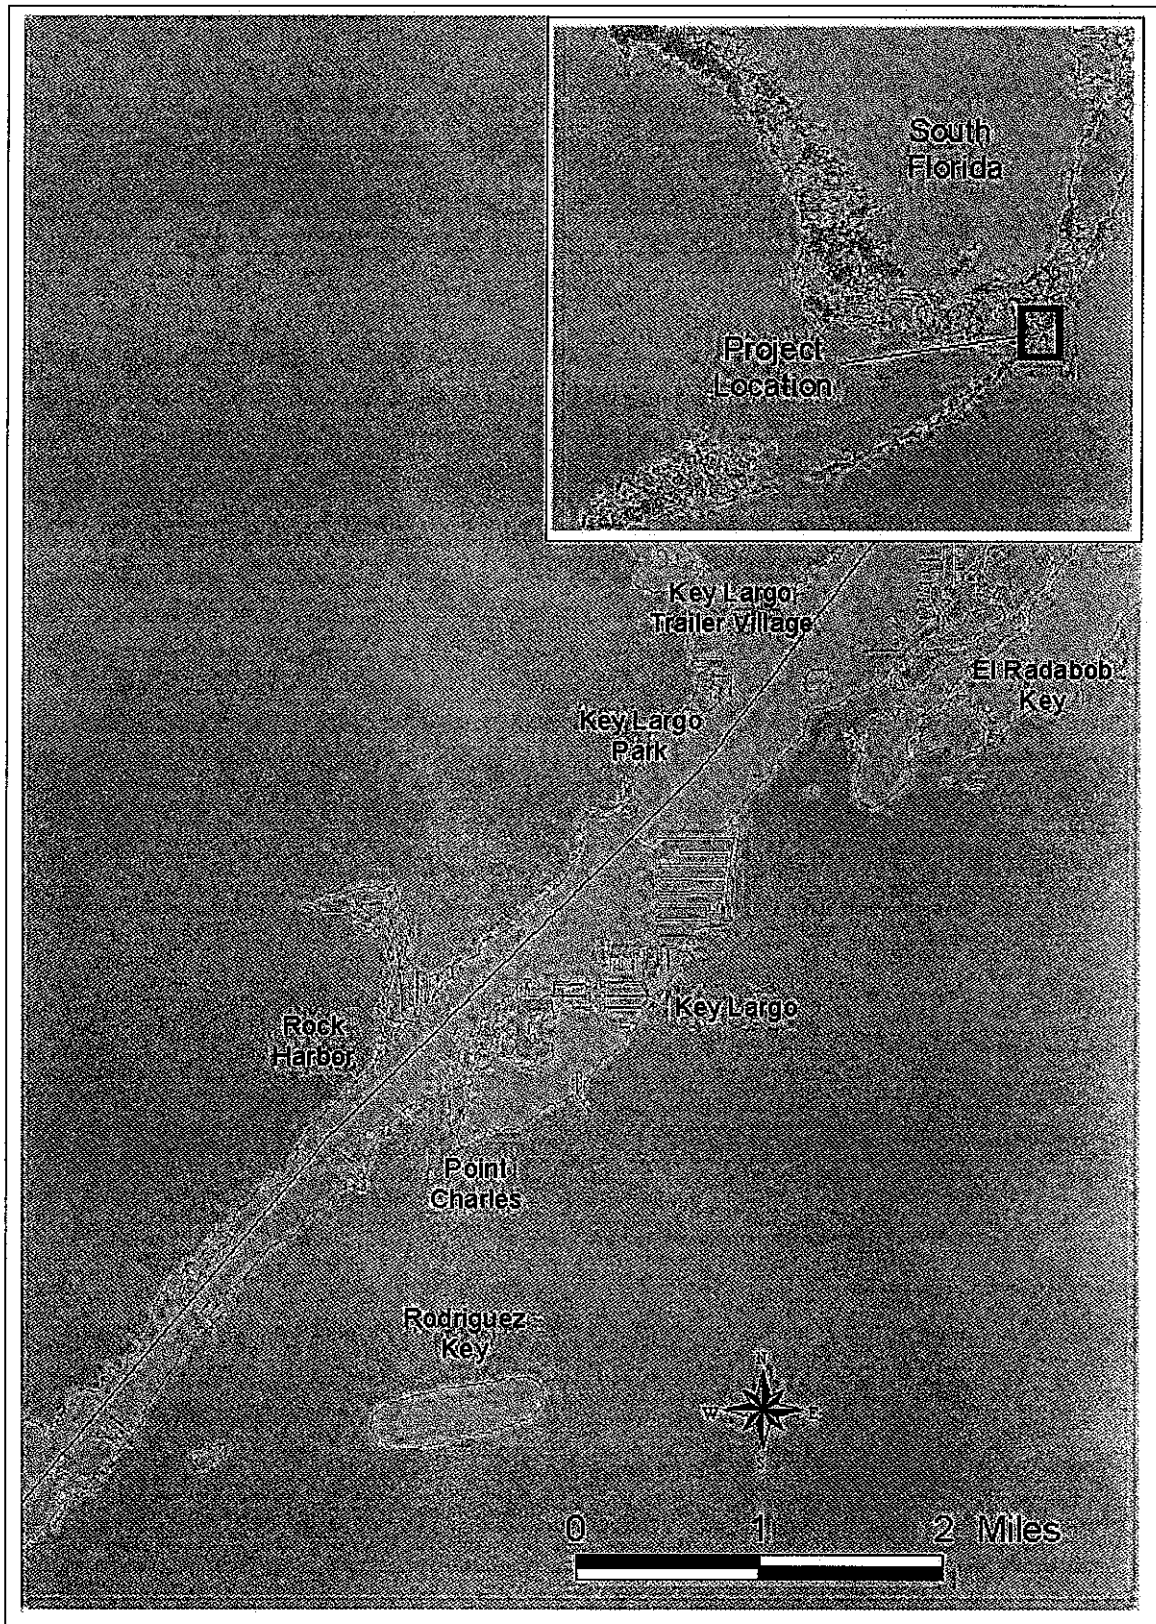 South
Florida
Project
Location
Key Largo
Trailer Village
El Radabob
Key
Key Largo
Park
Key Largo
Rock
Harbor
Point
Charles
Rodriguez
Key
N
W
E
S
0 1 2 Miles